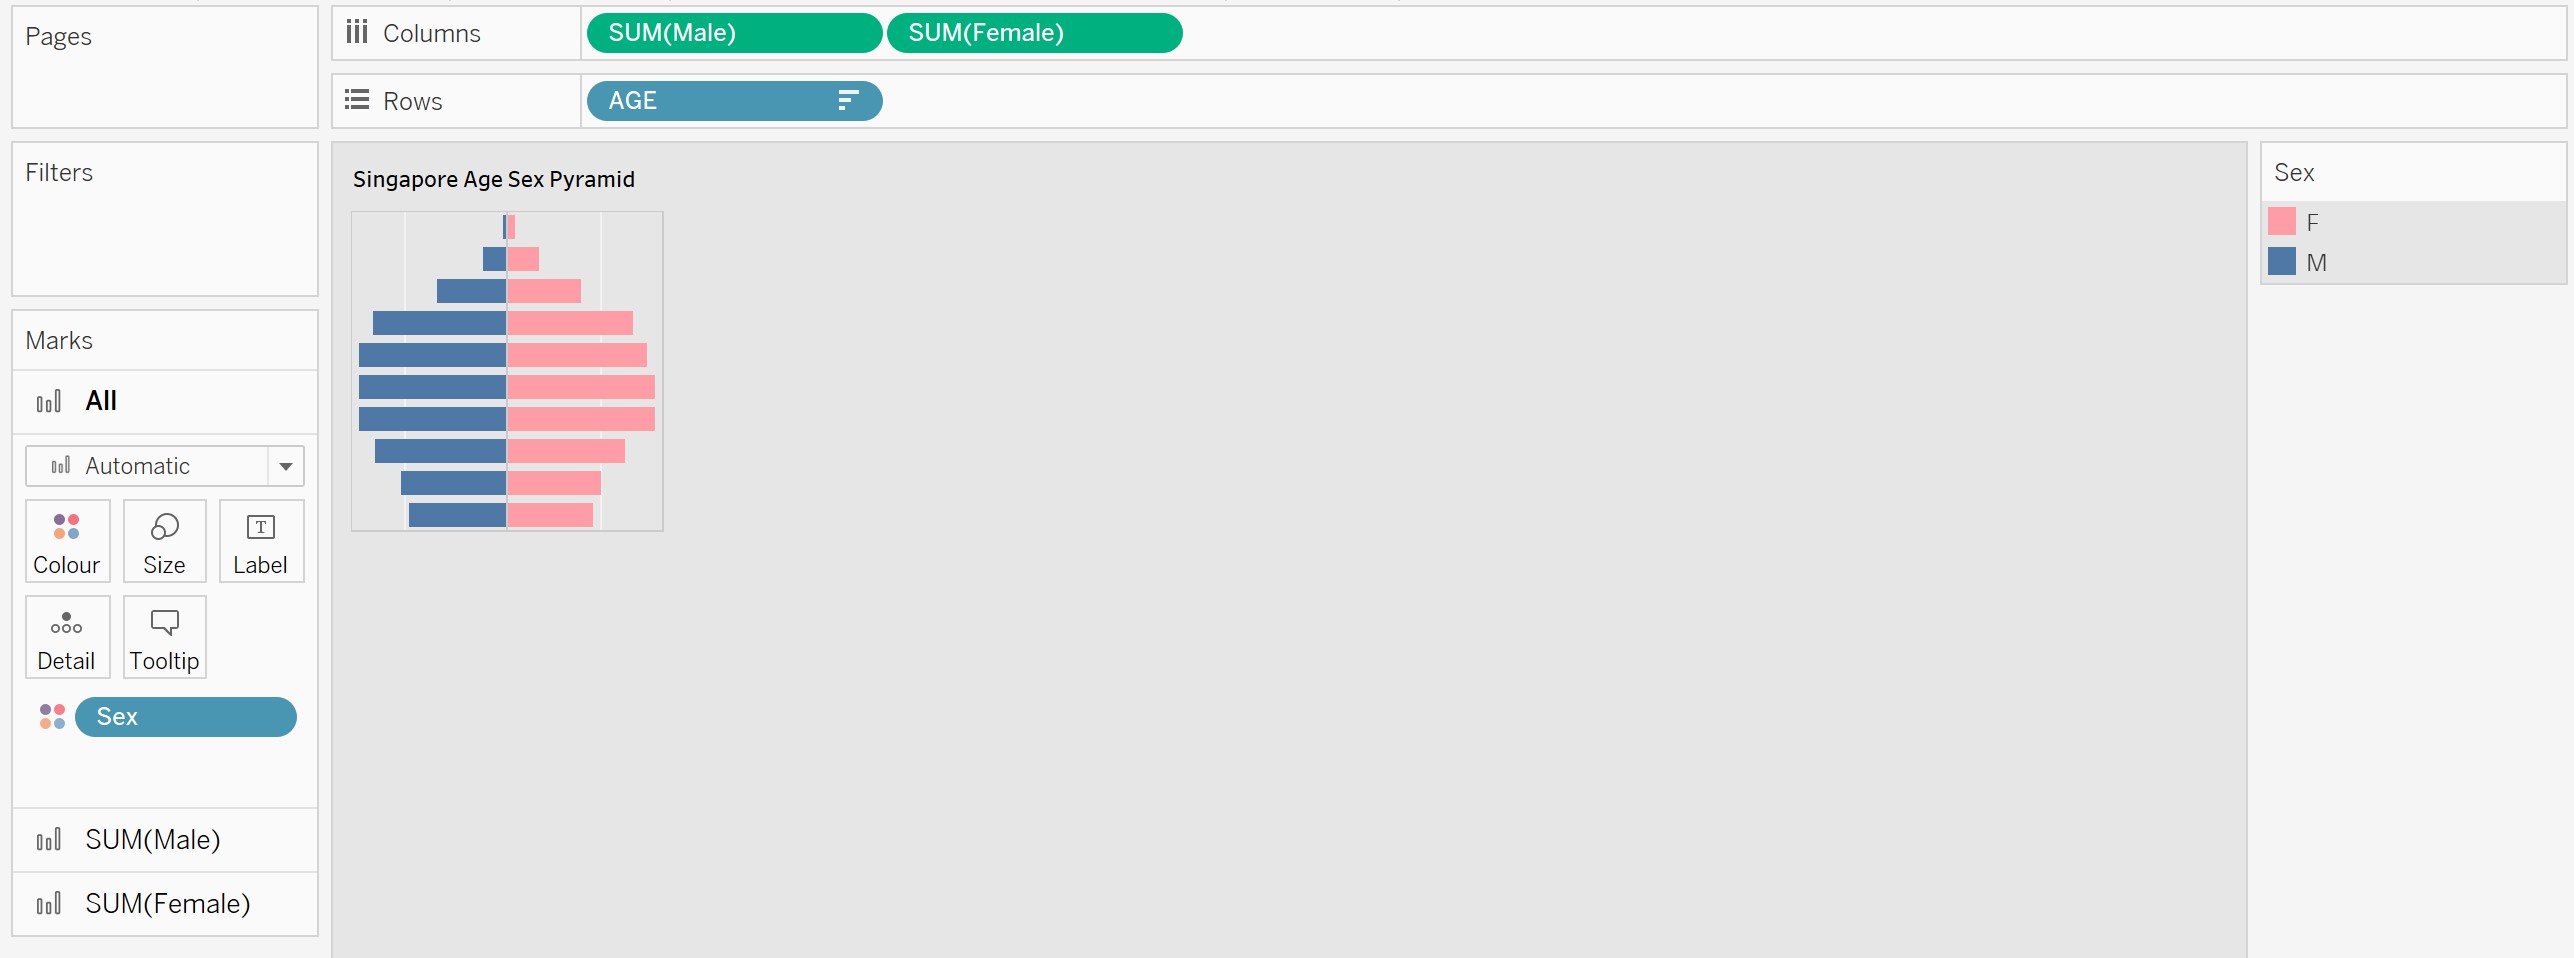 Pages
Columns
SUM(Male)
SUM(Female)
Rows
AGE
Filters
Marks
All
Automatic
Colour
Size
T
Label
Detail
Tooltip
Sex
SUM(Male)
SUM(Female)
Singapore Age Sex Pyramid
Sex
F
M